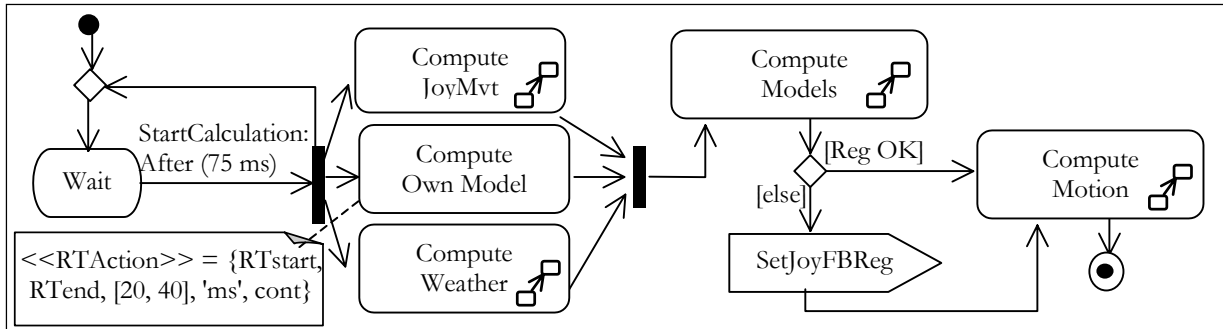 Compute
JoyMvt
Compute
Models
StartCalculation:
After (75 ms)
Wait
Compute
Own Model
[Reg OK]
[else]
Compute
Motion
<<RTAction>> = {RTstart,
RTend, [20, 40], 'ms', cont}
Compute
Weather
SetJoyFBReg